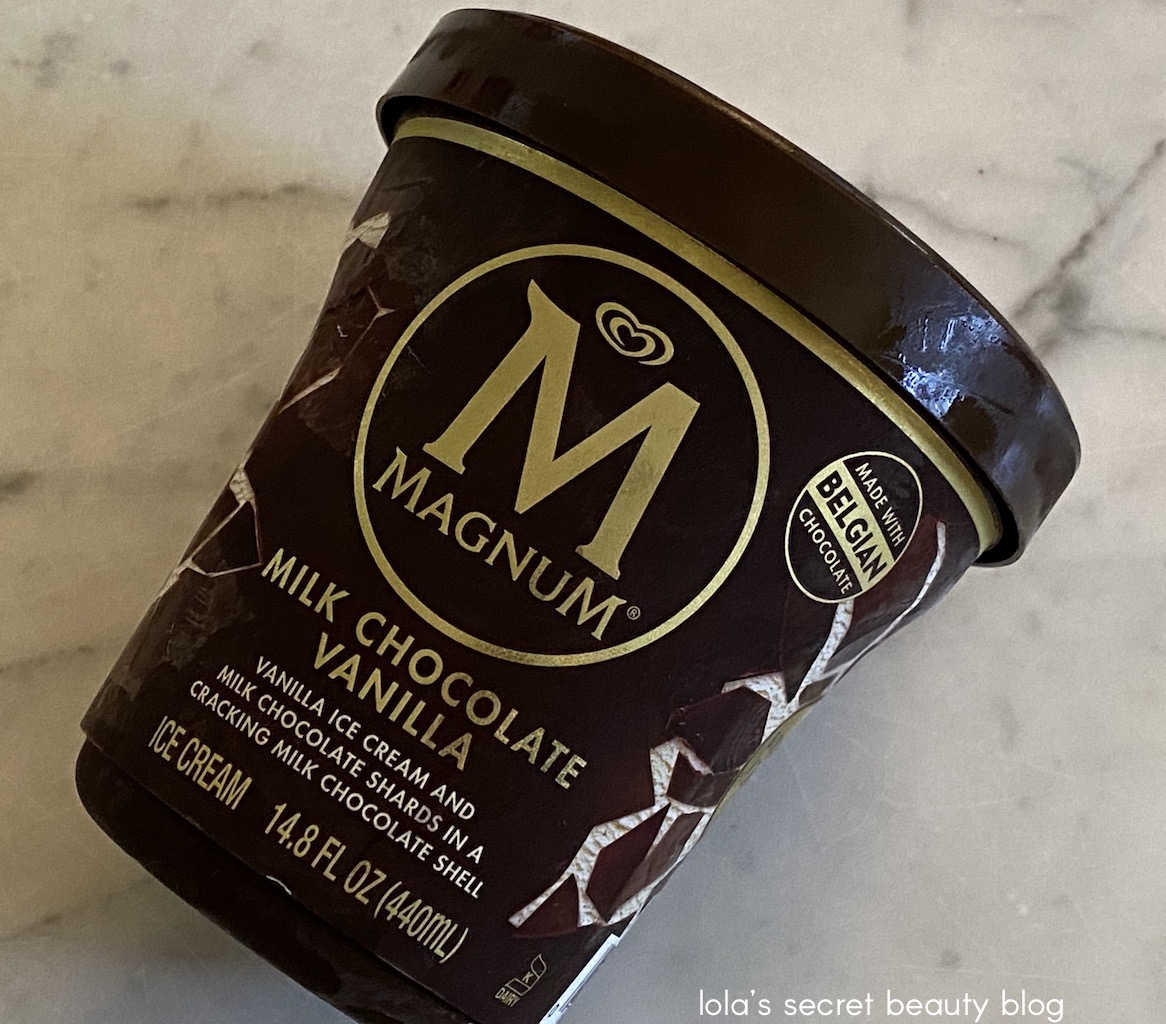 M
MAGNUM®
MADE WITH
BELGIAN
CHOCOLATE
MILK CHOCOLATE
VANILLA
VANILLA ICE CREAM AND
MILK CHOCOLATE SHARDS IN A
CRACKING MILK CHOCOLATE SHELL
ICE CREAM 14.8 FL OZ (440mL)
K
DAIRY
lola's secret beauty blog